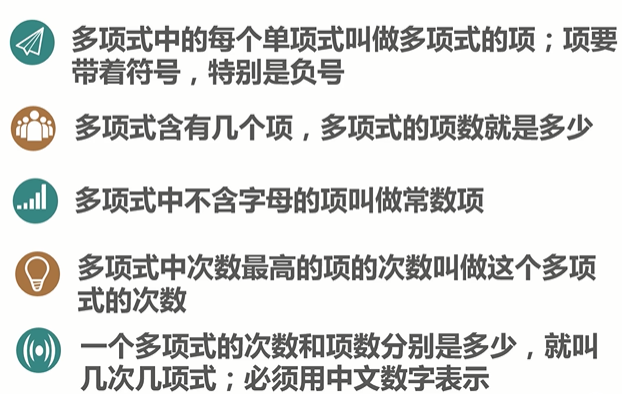 多项式中的每个单项式叫做多项式的项；项要
带着符号，特别是负号
多项式含有几个项，多项式的项数就是多少
多项式中不含字母的项叫做常数项
多项式中次数最高的项的次数叫做这个多项
式的次数
一个多项式的次数和项数分别是多少，就叫
几次几项式；必须用中文数字表示